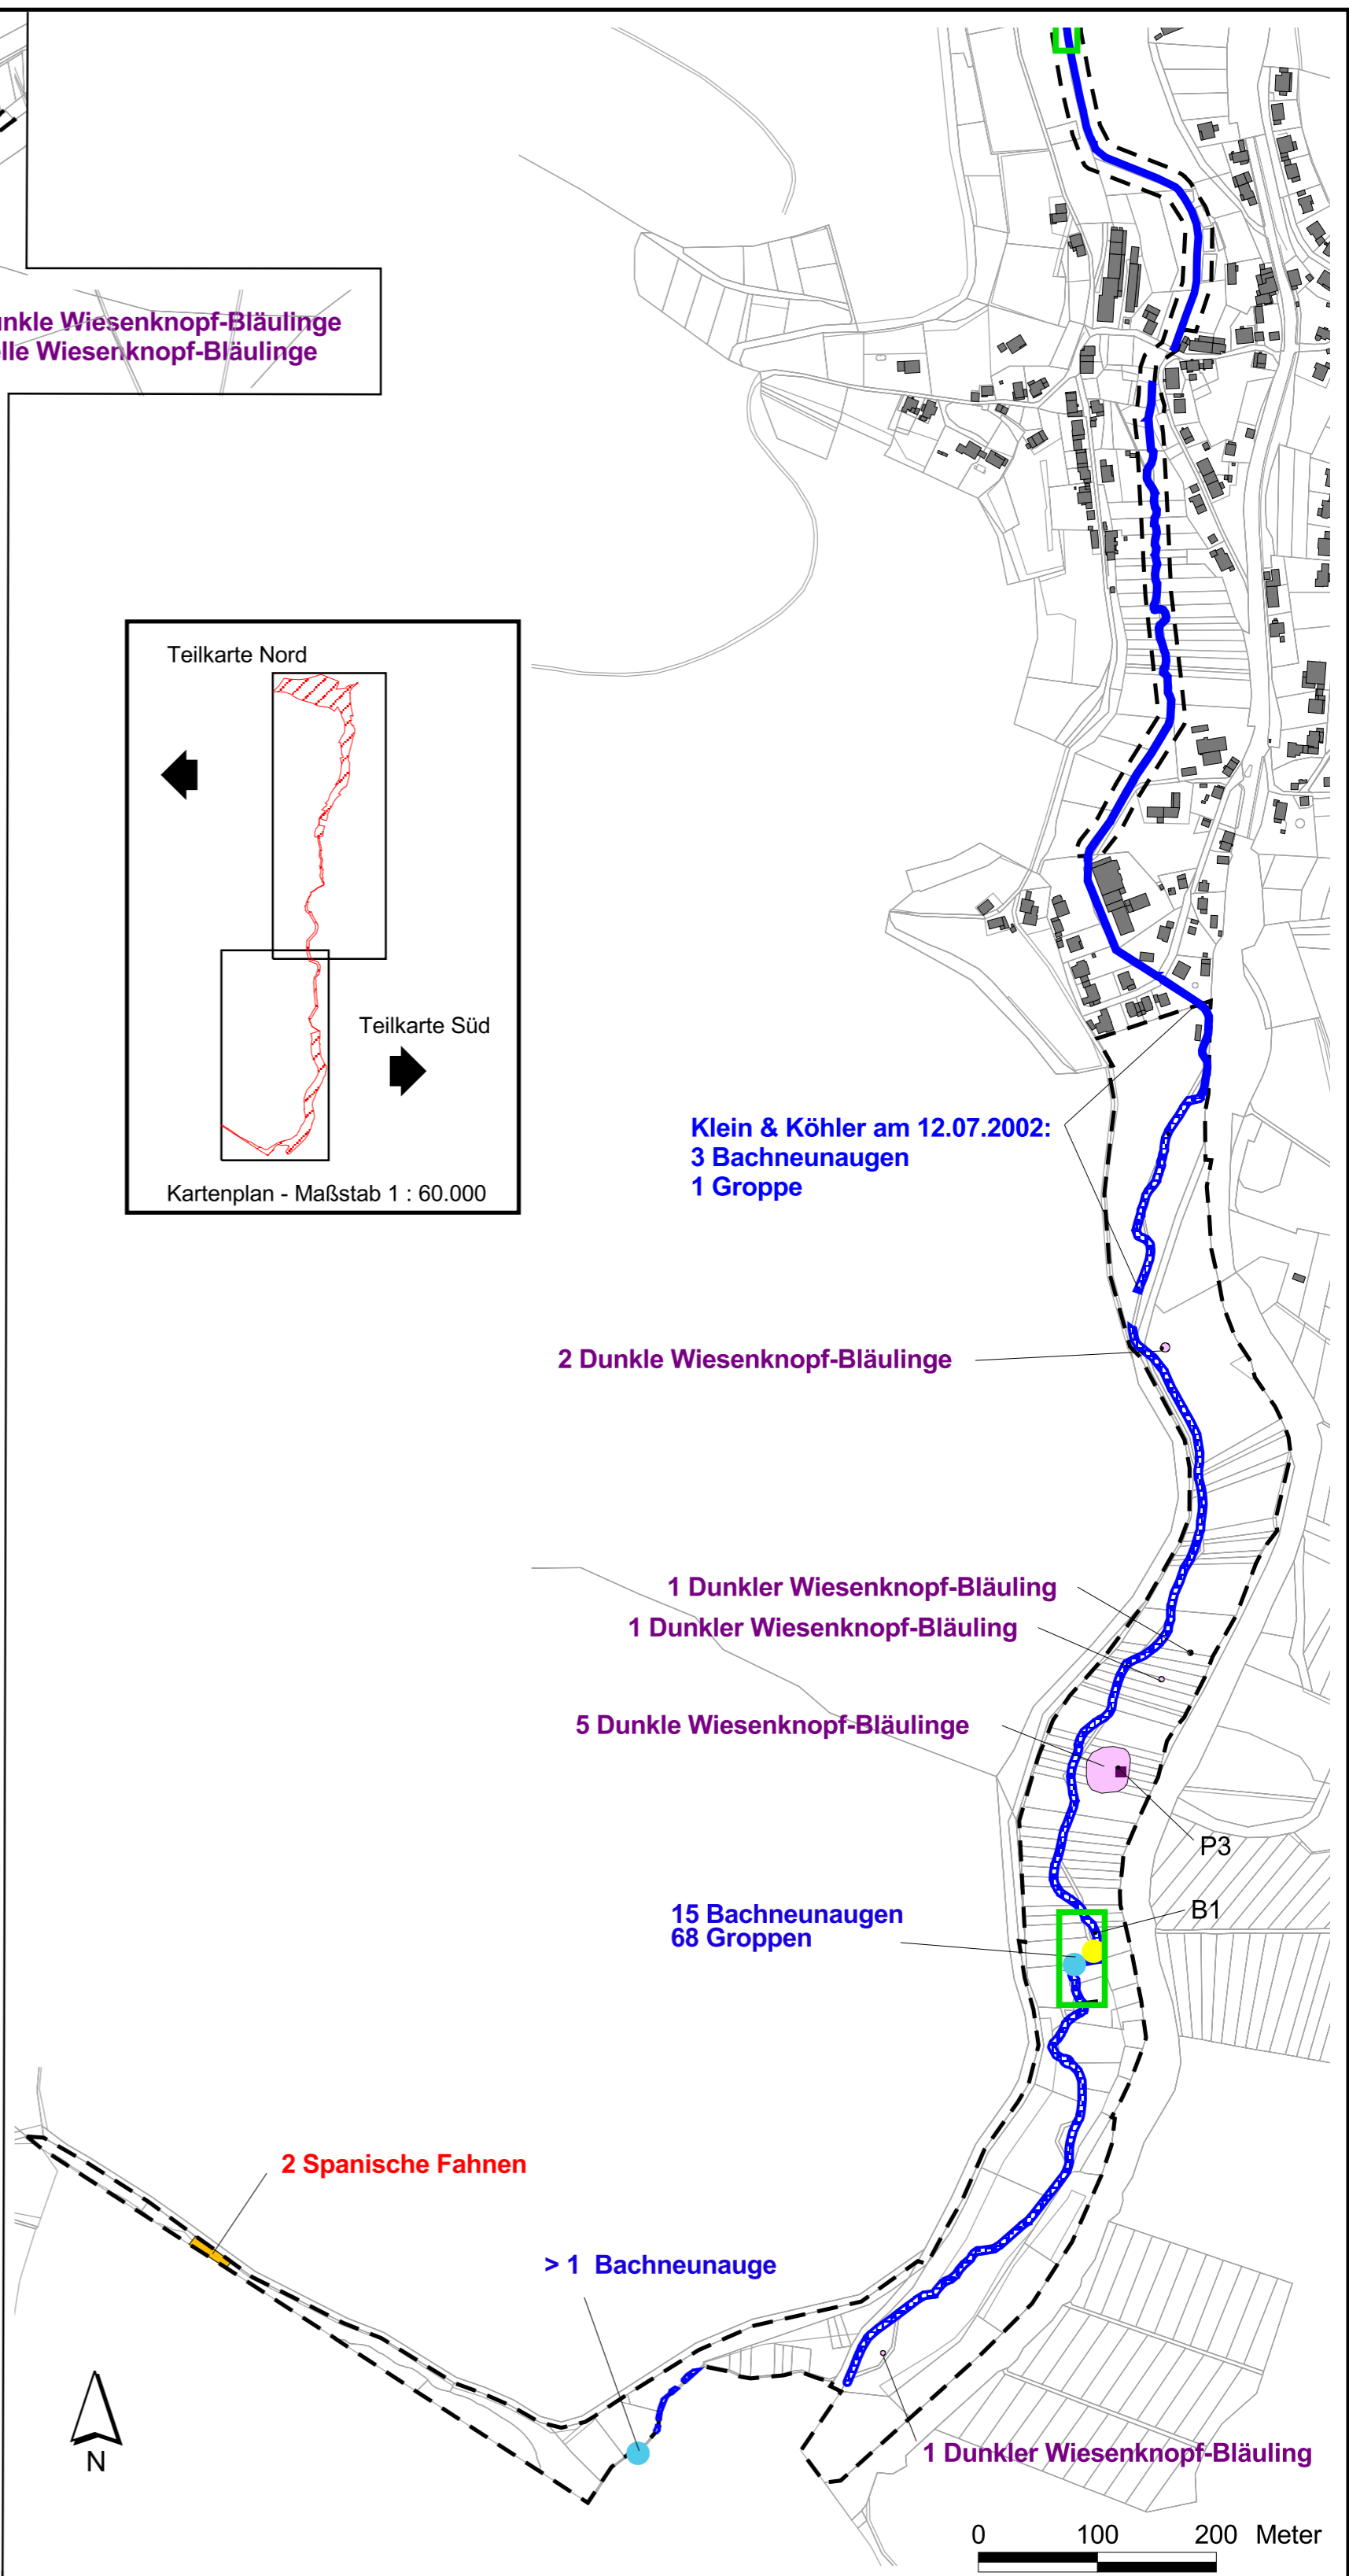 Wiesenknopf-Bläulinge
Wiesenknopf-Bläulinge
Teilkarte Nord
Teilkarte Süd
Kartenplan - Maßstab 1 : 60.000
Klein & Köhler am 12.07.2002:
3 Bachneunaugen
1 Groppe
2 Dunkle Wiesenknopf-Bläulinge
1 Dunkler Wiesenknopf-Bläuling
1 Dunkler Wiesenknopf-Bläuling
5 Dunkle Wiesenknopf-Bläulinge
P3
B1
15 Bachneunaugen
68 Groppen
2 Spanische Fahnen
> 1 Bachneunauge
1 Dunkler Wiesenknopf-Bläuling
N
0 100 200 Meter